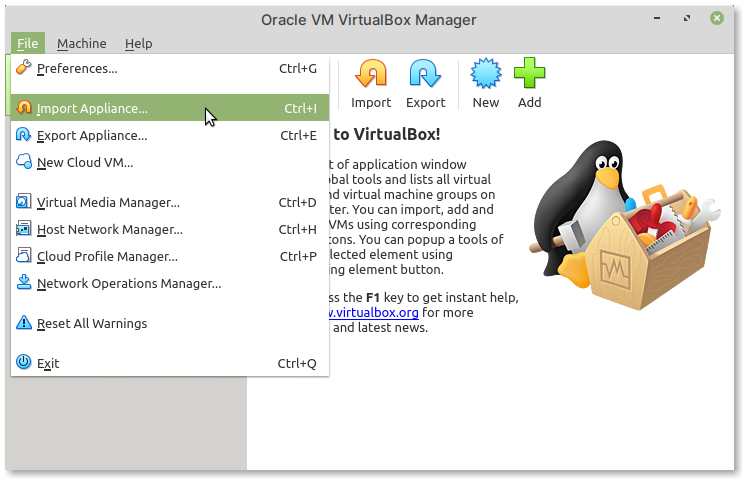 Oracle VM VirtualBox Manager
File Machine Help
Preferences... Ctrl+G
Import Appliance... Ctrl+I
Export Appliance... Ctrl+E
New Cloud VM...
Virtual Media Manager... Ctrl+D
Host Network Manager... Ctrl+H
Cloud Profile Manager... Ctrl+P
Network Operations Manager...
Reset All Warnings
Exit Ctrl+Q
Import Export New Add
to VirtualBox!
t of application window
bal tools and lists all virtual
nd virtual machine groups on
ter. You can import, add and
VMs using corresponding
tons. You can popup a tools of
lected element using
ing element button.
ss the F1 key to get instant help,
w.virtualbox.org for more
and latest news.